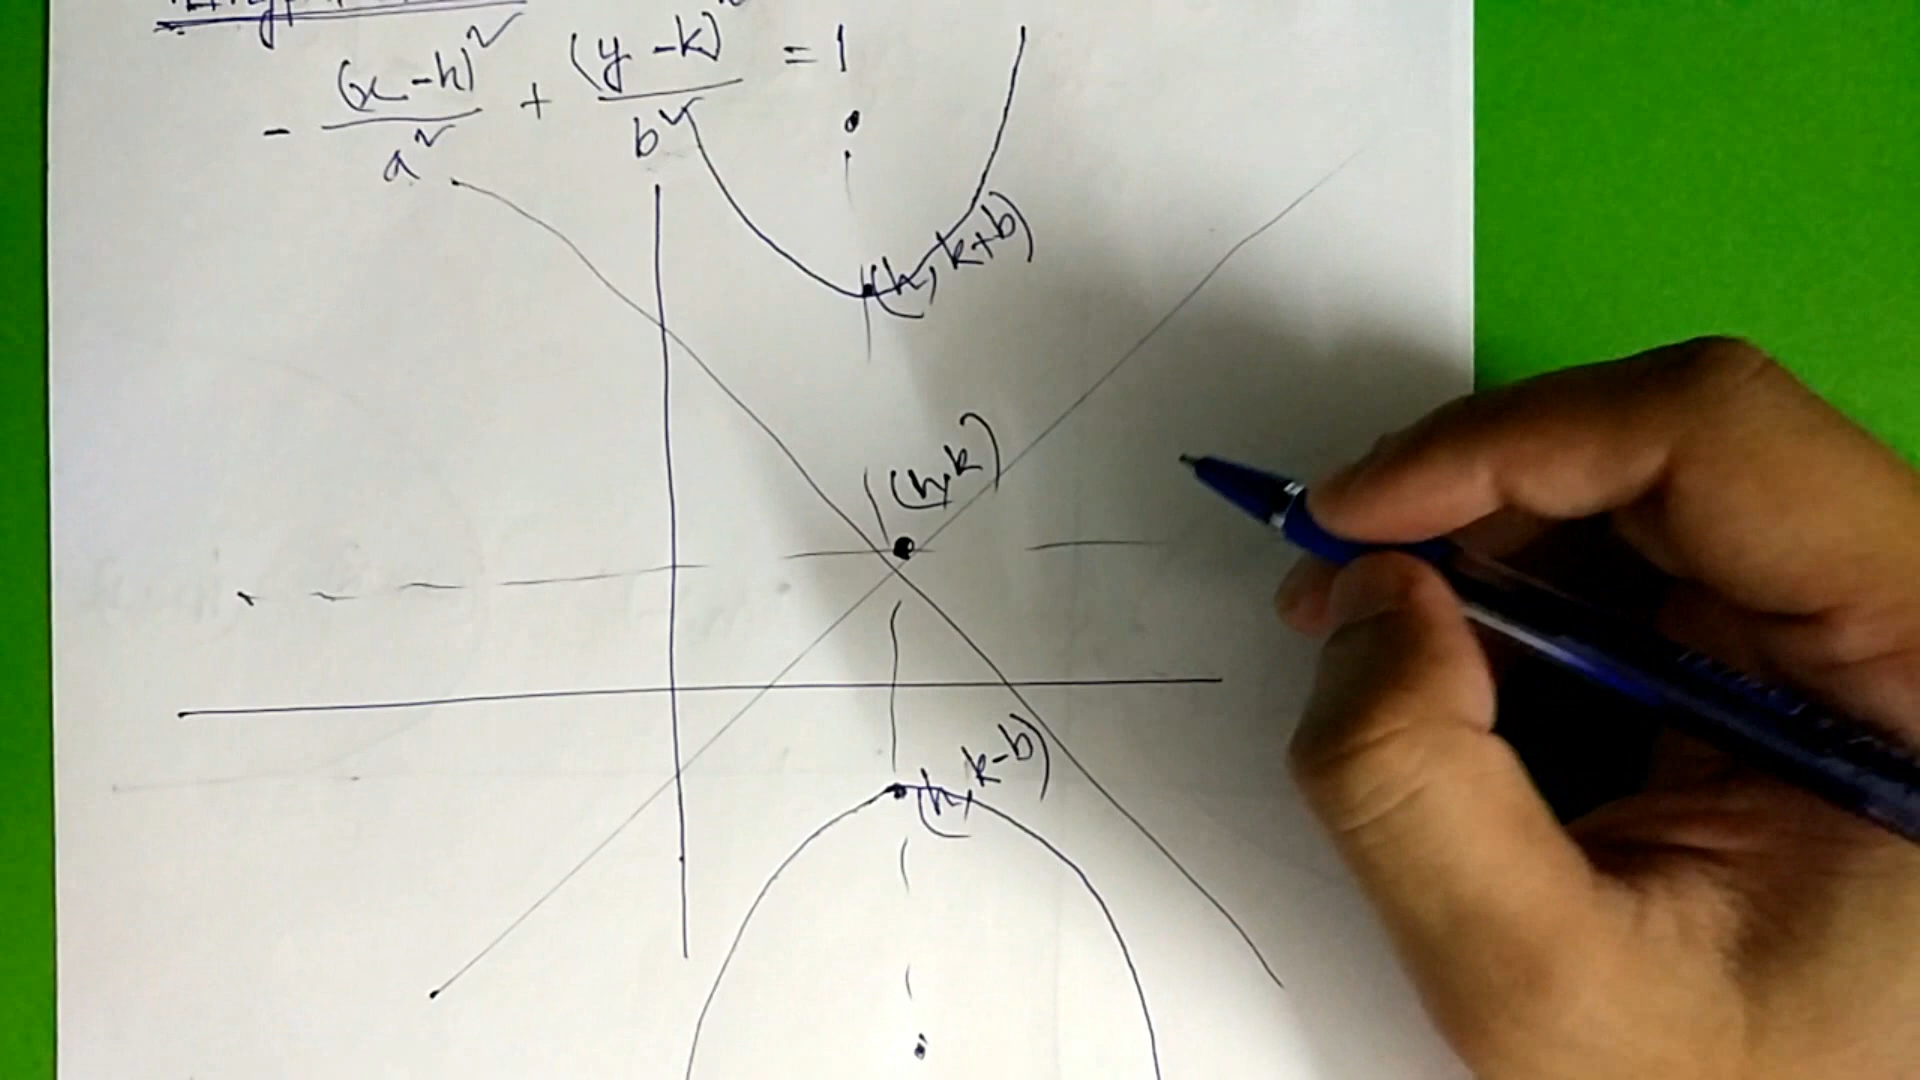 - (x-h)²/a² + (y-k)²/b² = 1
(h, k+b)
(h, k)
(h, k-b)